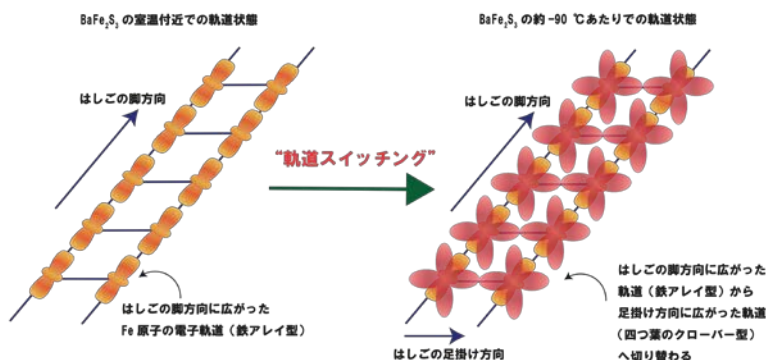 BaFe₂S₃ の室温付近での軌道状態
はしごの脚方向
はしごの脚方向に広がった
Fe 原子の電子軌道（鉄アレイ型）
“軌道スイッチング”
BaFe₂S₃ の約 -90 ℃あたりでの軌道状態
はしごの脚方向
はしごの足掛け方向
はしごの脚方向に広がった
軌道（鉄アレイ型）から
足掛け方向に広がった軌道
（四つ葉のクローバー型）
へ切り替わる